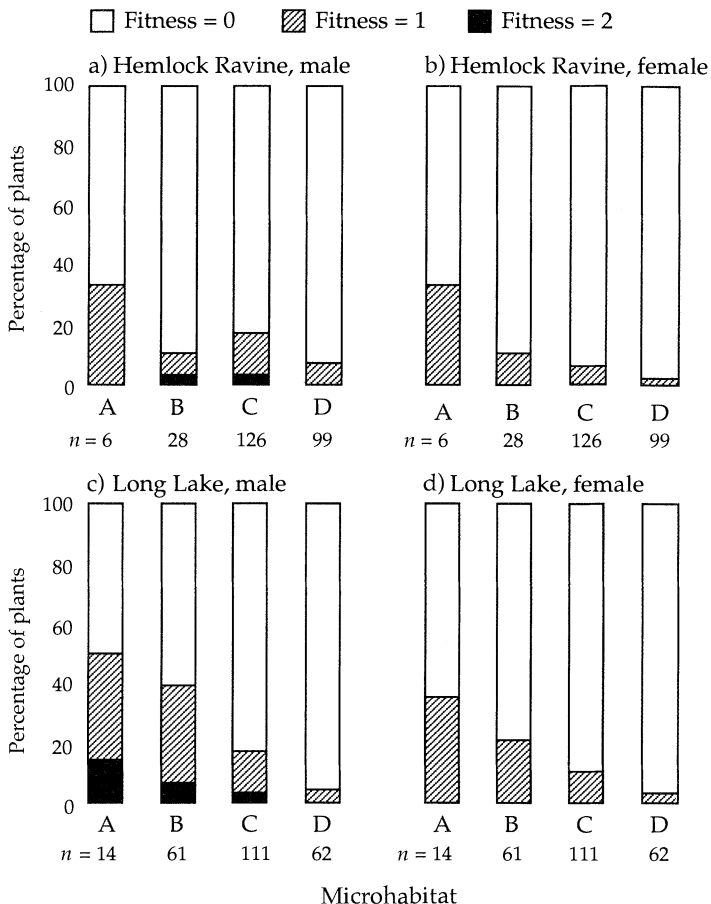 Fitness = 0 Fitness = 1 Fitness = 2
a) Hemlock Ravine, male
b) Hemlock Ravine, female
Percentage of plants
100
80
60
40
20
0
A B C D
n = 6 28 126 99
A B C D
n = 6 28 126 99
c) Long Lake, male
d) Long Lake, female
Percentage of plants
100
80
60
40
20
0
A B C D
n = 14 61 111 62
A B C D
n = 14 61 111 62
Microhabitat